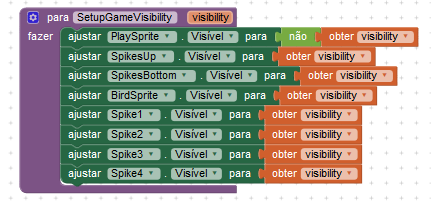 para SetupGameVisibility visibility
fazer ajustar PlaySprite . Visível para não obter visibility
ajustar SpikesUp . Visível para obter visibility
ajustar SpikesBottom . Visível para obter visibility
ajustar BirdSprite . Visível para obter visibility
ajustar Spike1 . Visível para obter visibility
ajustar Spike2 . Visível para obter visibility
ajustar Spike3 . Visível para obter visibility
ajustar Spike4 . Visível para obter visibility